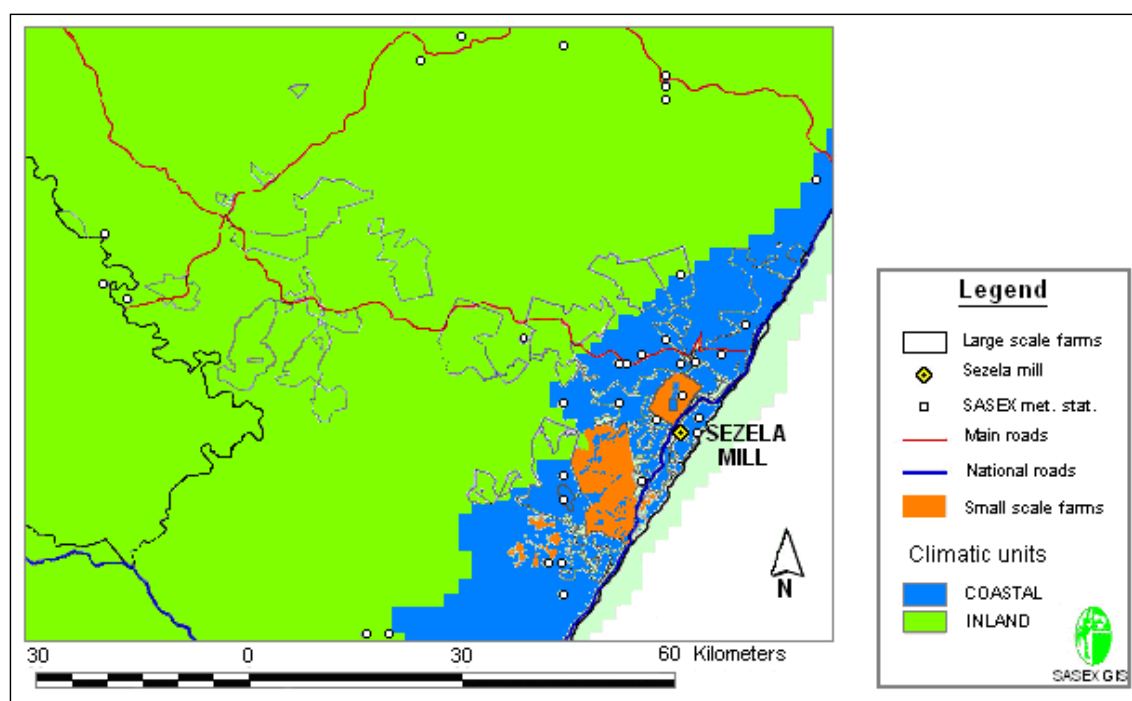 SEZELA
MILL
N
30 0 30 60 Kilometers
Legend
Large scale farms
Sezela mill
SASEX met. stat.
Main roads
National roads
Small scale farms
Climatic units
COASTAL
INLAND
SASEX GIS